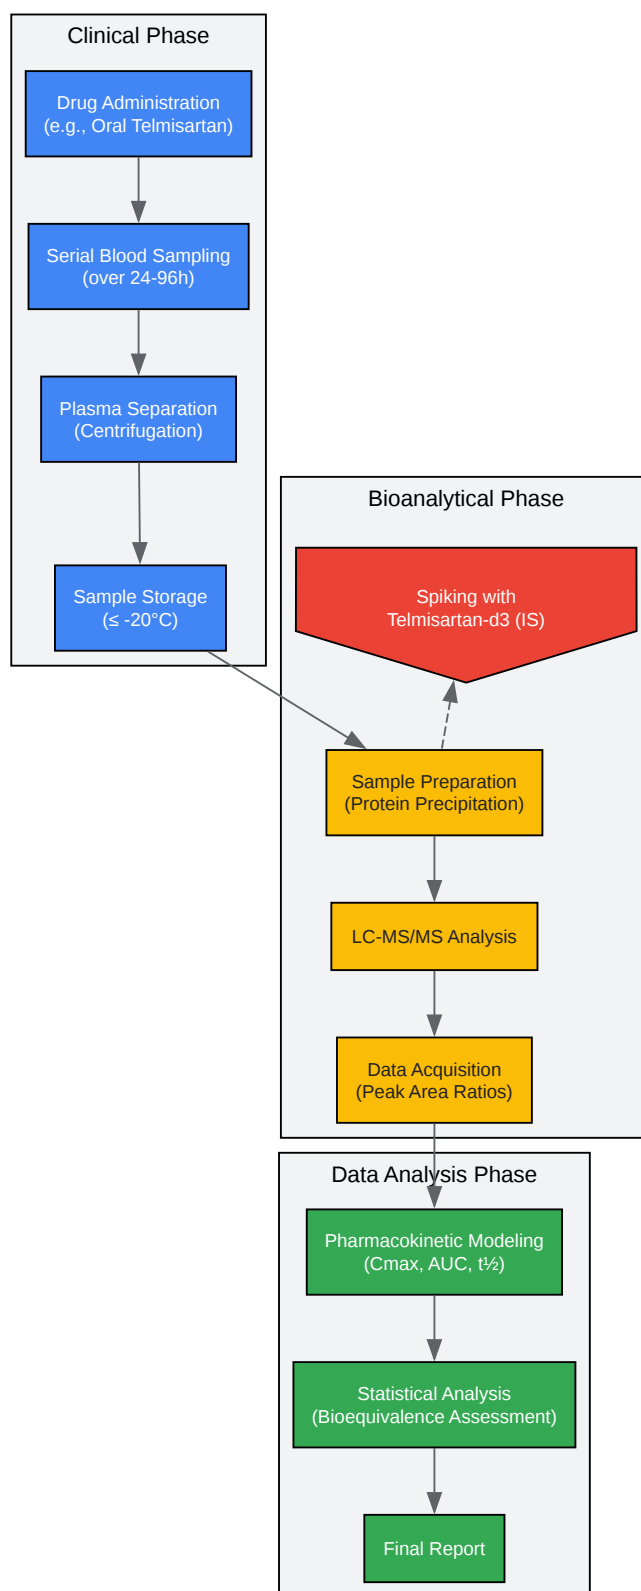 Clinical Phase
Drug Administration
(e.g., Oral Telmisartan)
Serial Blood Sampling
(over 24-96h)
Plasma Separation
(Centrifugation)
Sample Storage
(≤ -20°C)
Bioanalytical Phase
Spiking with
Telmisartan-d3 (IS)
Sample Preparation
(Protein Precipitation)
LC-MS/MS Analysis
Data Acquisition
(Peak Area Ratios)
Data Analysis Phase
Pharmacokinetic Modeling
(Cmax, AUC, t½)
Statistical Analysis
(Bioequivalence Assessment)
Final Report